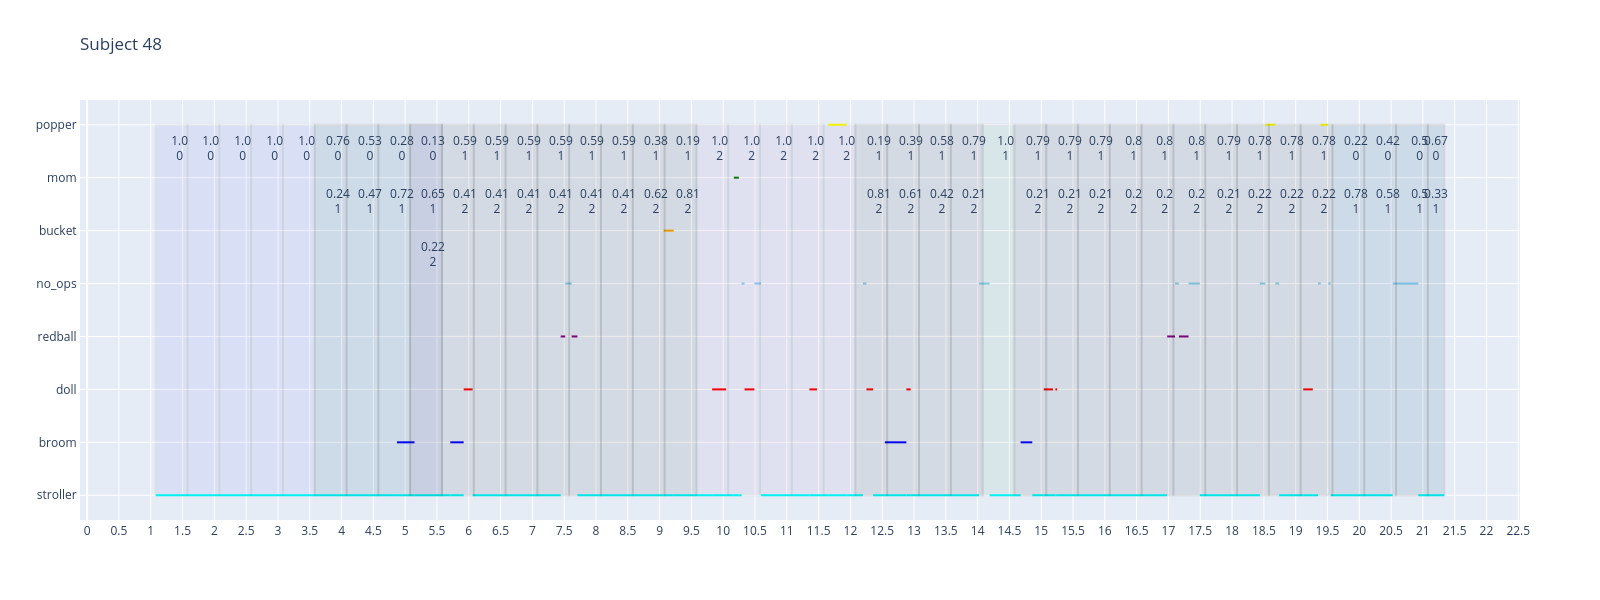 Subject 48
popper
1.0 1.0 1.0 1.0 1.0 0.76 0.53 0.28 0.13 0.59 0.59 0.59 0.59 0.59 0.59 0.38 0.19 1.0 1.0 1.0 1.0 1.0 0.19 0.39 0.58 0.79 1.0 0.79 0.79 0.79 0.8 0.8 0.8 0.79 0.78 0.78 0.78 0.22 0.42 0.5 0.67
0 0 0 0 0 0 0 0 0 1 1 1 1 1 1 1 1 2 2 2 2 2 1 1 1 1 1 1 1 1 1 1 1 1 1 1 1 0 0 0 0
mom
0.24 0.47 0.72 0.65 0.41 0.41 0.41 0.41 0.41 0.41 0.62 0.81 0.81 0.61 0.42 0.21 0.21 0.21 0.21 0.2 0.2 0.2 0.21 0.22 0.22 0.22 0.78 0.58 0.5 0.33
1 1 1 1 2 2 2 2 2 2 2 2 2 2 2 2 2 2 2 2 2 2 2 2 2 2 1 1 1 1
bucket
0.22
2
no_ops
redball
doll
broom
stroller
0 0.5 1 1.5 2 2.5 3 3.5 4 4.5 5 5.5 6 6.5 7 7.5 8 8.5 9 9.5 10 10.5 11 11.5 12 12.5 13 13.5 14 14.5 15 15.5 16 16.5 17 17.5 18 18.5 19 19.5 20 20.5 21 21.5 22 22.5